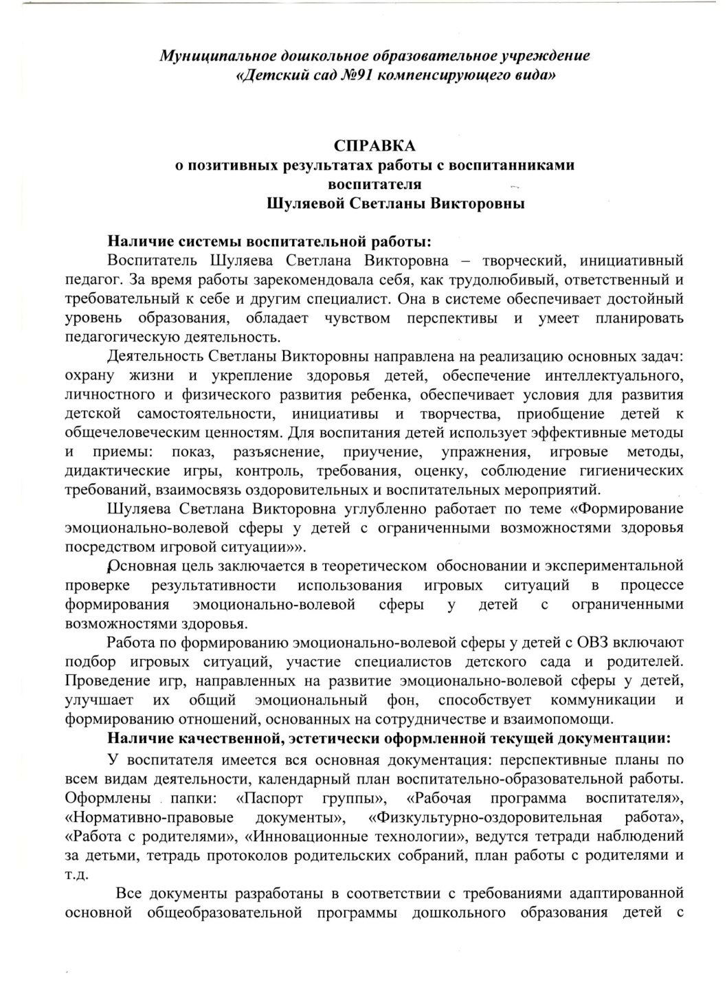 Муниципальное дошкольное образовательное учреждение
«Детский сад №91 компенсирующего вида»
СПРАВКА
о позитивных результатах работы с воспитанниками
воспитателя
Шуляевой Светланы Викторовны
Наличие системы воспитательной работы:
Воспитатель Шуляева Светлана Викторовна – творческий, инициативный
педагог. За время работы зарекомендовала себя, как трудолюбивый, ответственный и
требовательный к себе и другим специалист. Она в системе обеспечивает достойный
уровень образования, обладает чувством перспективы и умеет планировать
педагогическую деятельность.
Деятельность Светланы Викторовны направлена на реализацию основных задач:
охрану жизни и укрепление здоровья детей, обеспечение интеллектуального,
личностного и физического развития ребенка, обеспечивает условия для развития
детской самостоятельности, инициативы и творчества, приобщение детей к
общечеловеческим ценностям. Для воспитания детей использует эффективные методы
и приемы: показ, разъяснение, приучение, упражнения, игровые методы,
дидактические игры, контроль, требования, оценку, соблюдение гигиенических
требований, взаимосвязь оздоровительных и воспитательных мероприятий.
Шуляева Светлана Викторовна углубленно работает по теме «Формирование
эмоционально-волевой сферы у детей с ограниченными возможностями здоровья
посредством игровой ситуации»».
Основная цель заключается в теоретическом обосновании и экспериментальной
проверке результативности использования игровых ситуаций в процессе
формирования эмоционально-волевой сферы у детей с ограниченными
возможностями здоровья.
Работа по формированию эмоционально-волевой сферы у детей с ОВЗ включают
подбор игровых ситуаций, участие специалистов детского сада и родителей.
Проведение игр, направленных на развитие эмоционально-волевой сферы у детей,
улучшает их общий эмоциональный фон, способствует коммуникации и
формированию отношений, основанных на сотрудничестве и взаимопомощи.
Наличие качественной, эстетически оформленной текущей документации:
У воспитателя имеется вся основная документация: перспективные планы по
всем видам деятельности, календарный план воспитательно-образовательной работы.
Оформлены папки: «Паспорт группы», «Рабочая программа воспитателя»,
«Нормативно-правовые документы», «Физкультурно-оздоровительная работа»,
«Работа с родителями», «Инновационные технологии», ведутся тетради наблюдений
за детьми, тетрадь протоколов родительских собраний, план работы с родителями и
т.д.
Все документы разработаны в соответствии с требованиями адаптированной
основной общеобразовательной программы дошкольного образования детей с